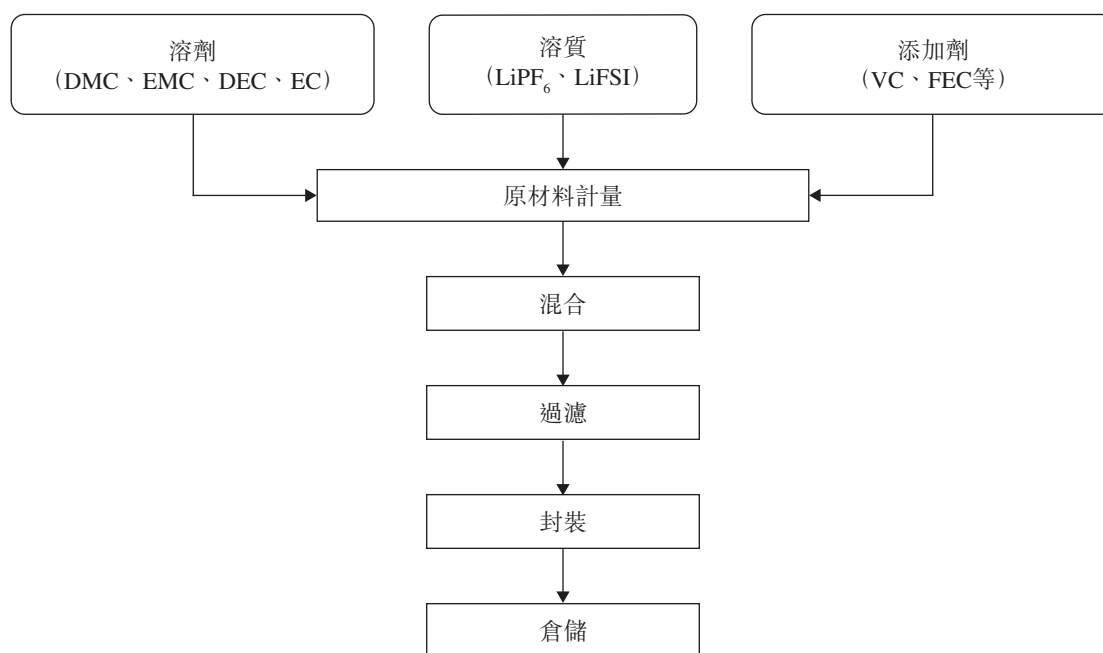 溶劑
(DMC、EMC、DEC、EC)
溶質
(LiPF₆、LiFSI)
添加劑
(VC、FEC等)
原材料計量
混合
過濾
封裝
倉儲